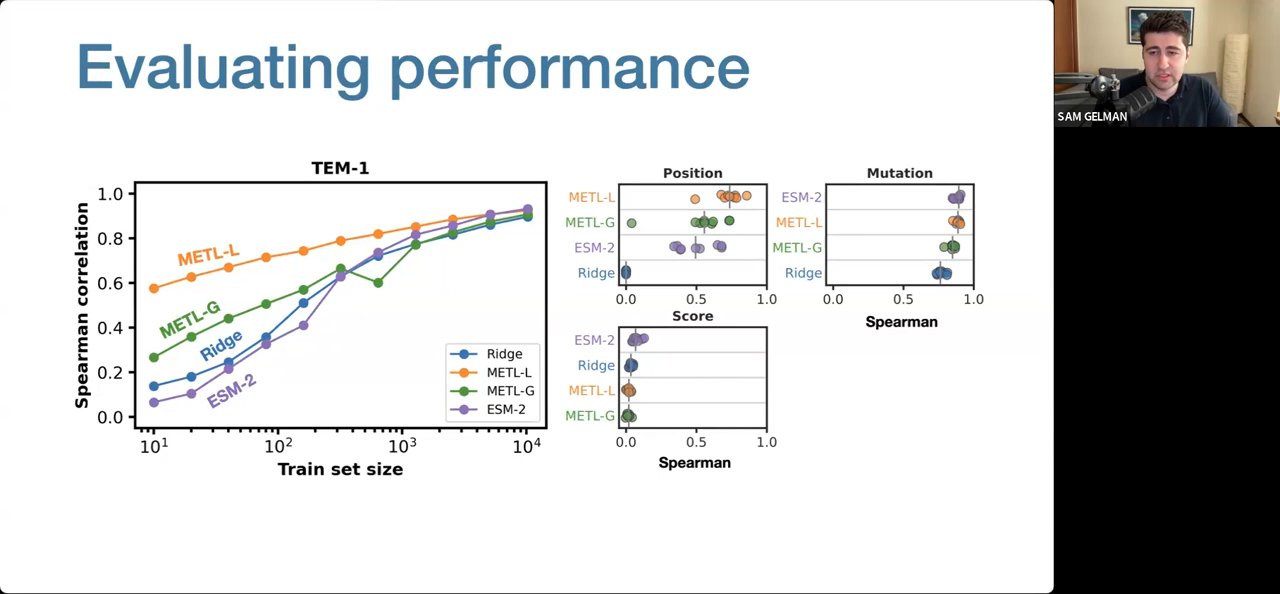 Evaluating performance
SAM GELMAN
TEM-1
Spearman correlation
1.0
0.8
0.6
0.4
0.2
0.0
METL-L
METL-G
Ridge
ESM-2
Ridge
METL-L
METL-G
ESM-2
10¹
10²
10³
10⁴
Train set size
Position
METL-L
METL-G
ESM-2
Ridge
0.0
0.5
1.0
Mutation
ESM-2
METL-L
METL-G
Ridge
0.0
0.5
1.0
Spearman
Score
ESM-2
Ridge
METL-L
METL-G
0.0
0.5
1.0
Spearman